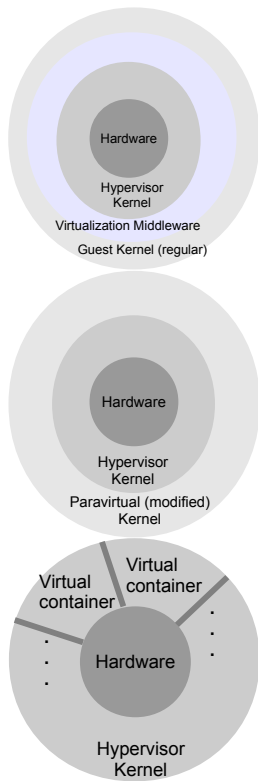 Hardware
Hypervisor
Kernel
Virtualization Middleware
Guest Kernel (regular)
Hardware
Hypervisor
Kernel
Paravirtual (modified)
Kernel
Virtual
container
Virtual
container
.
.
.
.
.
.
Hardware
Hypervisor
Kernel